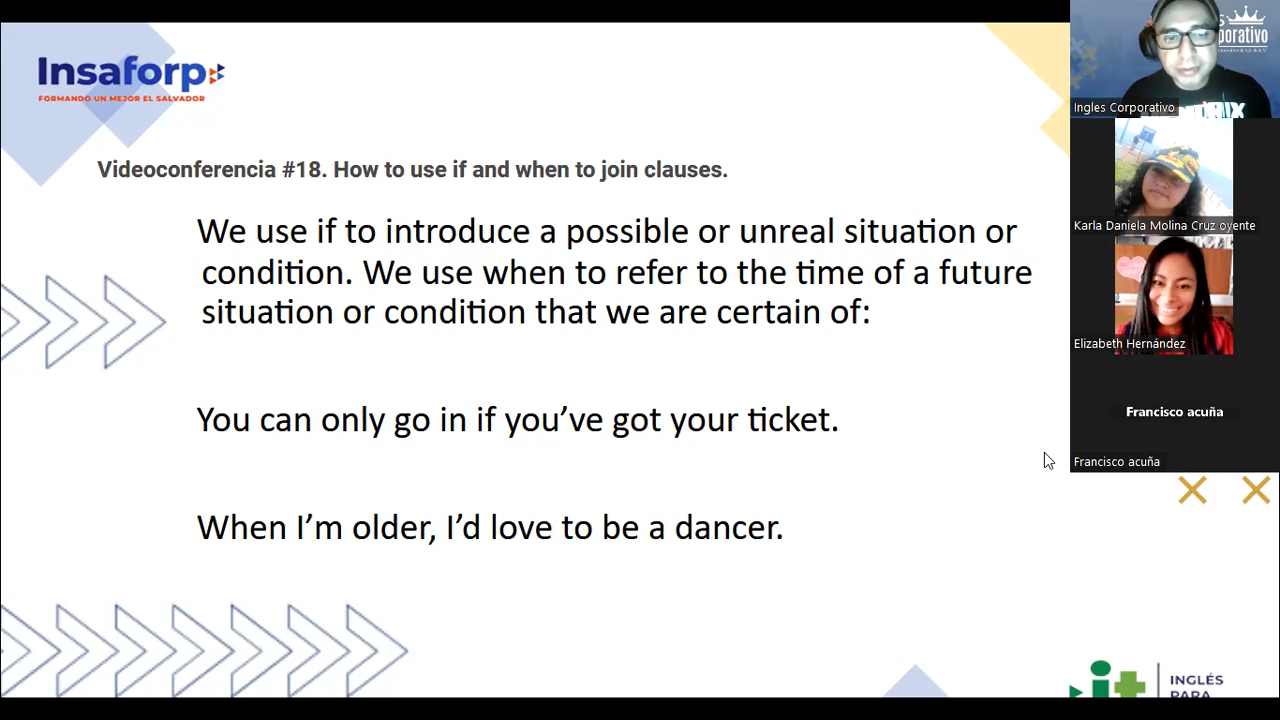 Insaforp
FORMANDO UN MEJOR EL SALVADOR
Videoconferencia #18. How to use if and when to join clauses.
We use if to introduce a possible or unreal situation or
condition. We use when to refer to the time of a future
situation or condition that we are certain of:
You can only go in if you’ve got your ticket.
When I’m older, I’d love to be a dancer.
Ingles Corporativo
Karla Daniela Molina Cruz oyente
Elizabeth Hernández
Francisco acuña
Francisco acuña
INGLÉS
PARA